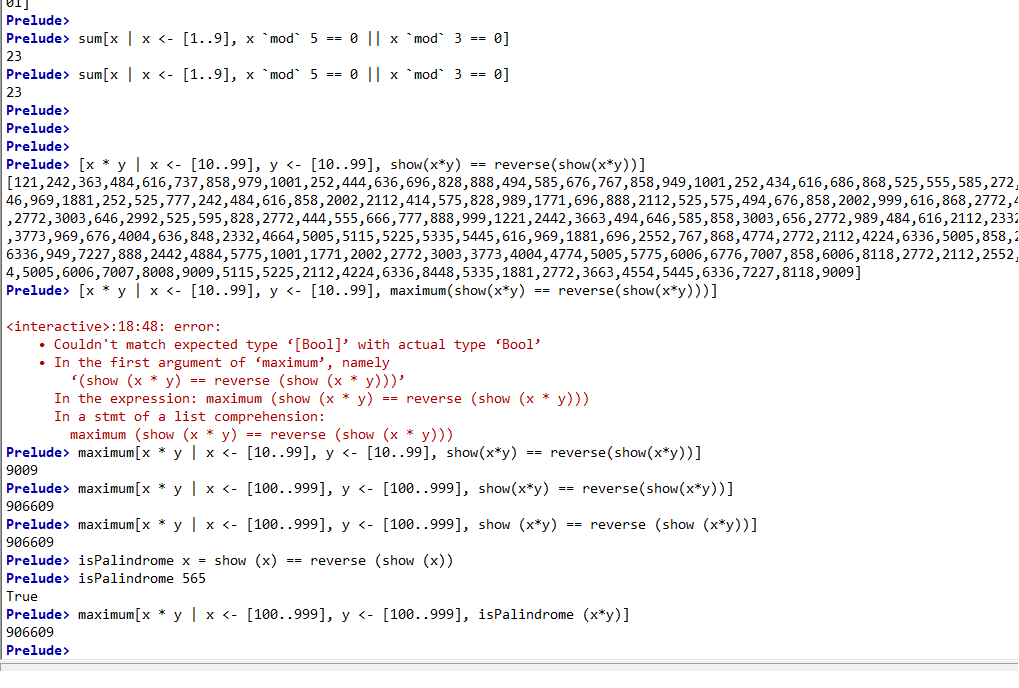 01]
Prelude>
Prelude> sum[x | x <- [1..9], x `mod` 5 == 0 || x `mod` 3 == 0]
23
Prelude> sum[x | x <- [1..9], x `mod` 5 == 0 || x `mod` 3 == 0]
23
Prelude>
Prelude>
Prelude>
Prelude> [x * y | x <- [10..99], y <- [10..99], show(x*y) == reverse(show(x*y))]
[121,242,363,484,616,737,858,979,1001,252,444,636,696,828,888,494,585,676,767,858,949,1001,252,434,616,686,868,525,555,585,272,
46,969,1881,252,525,777,242,484,616,858,2002,2112,414,575,828,989,1771,696,888,2112,525,575,494,676,858,2002,999,616,868,2772,4
,2772,3003,646,2992,525,595,828,2772,444,555,666,777,888,999,1221,2442,3663,494,646,585,858,3003,656,2772,989,484,616,2112,2332
,3773,969,676,4004,636,848,2332,4664,5005,5115,5225,5335,5445,616,969,1881,696,2552,767,868,4774,2772,2112,4224,6336,5005,858,2
6336,949,7227,888,2442,4884,5775,1001,1771,2002,2772,3003,3773,4004,4774,5005,5775,6006,6776,7007,858,6006,8118,2772,2112,2552,
4,5005,6006,7007,8008,9009,5115,5225,2112,4224,6336,8448,5335,1881,2772,3663,4554,5445,6336,7227,8118,9009]
Prelude> [x * y | x <- [10..99], y <- [10..99], maximum(show(x*y) == reverse(show(x*y)))]
<interactive>:18:48: error:
• Couldn't match expected type ‘[Bool]’ with actual type ‘Bool’
• In the first argument of ‘maximum’, namely
‘(show (x * y) == reverse (show (x * y)))’
In the expression: maximum (show (x * y) == reverse (show (x * y)))
In a stmt of a list comprehension:
maximum (show (x * y) == reverse (show (x * y)))
Prelude> maximum[x * y | x <- [10..99], y <- [10..99], show(x*y) == reverse(show(x*y))]
9009
Prelude> maximum[x * y | x <- [100..999], y <- [100..999], show(x*y) == reverse(show(x*y))]
906609
Prelude> maximum[x * y | x <- [100..999], y <- [100..999], show (x*y) == reverse (show (x*y))]
906609
Prelude> isPalindrome x = show (x) == reverse (show (x))
Prelude> isPalindrome 565
True
Prelude> maximum[x * y | x <- [100..999], y <- [100..999], isPalindrome (x*y)]
906609
Prelude>